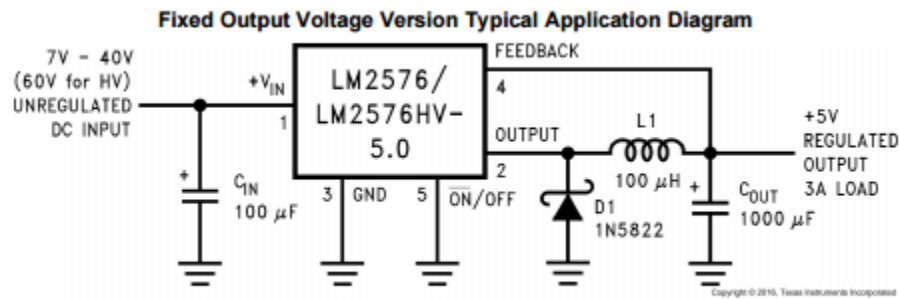 Fixed Output Voltage Version Typical Application Diagram
7V - 40V
(60V for HV)
UNREGULATED
DC INPUT
+VIN
1
LM2576/
LM2576HV-
5.0
FEEDBACK
4
OUTPUT
2
L1
100 μH
+5V
REGULATED
OUTPUT
3A LOAD
+
CIN
100 μF
3
GND
5
ON/OFF
D1
1N5822
+
COUT
1000 μF
Copyright © 2016, Texas Instruments Incorporated